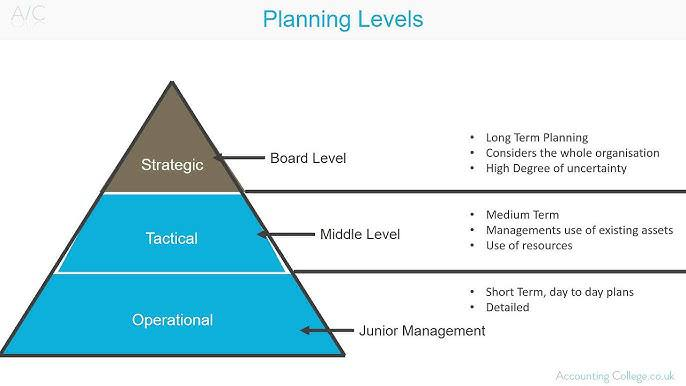 A/C
Planning Levels
Strategic
Board Level
• Long Term Planning
• Considers the whole organisation
• High Degree of uncertainty
Tactical
Middle Level
• Medium Term
• Managements use of existing assets
• Use of resources
Operational
Junior Management
• Short Term, day to day plans
• Detailed
Accounting College.co.uk